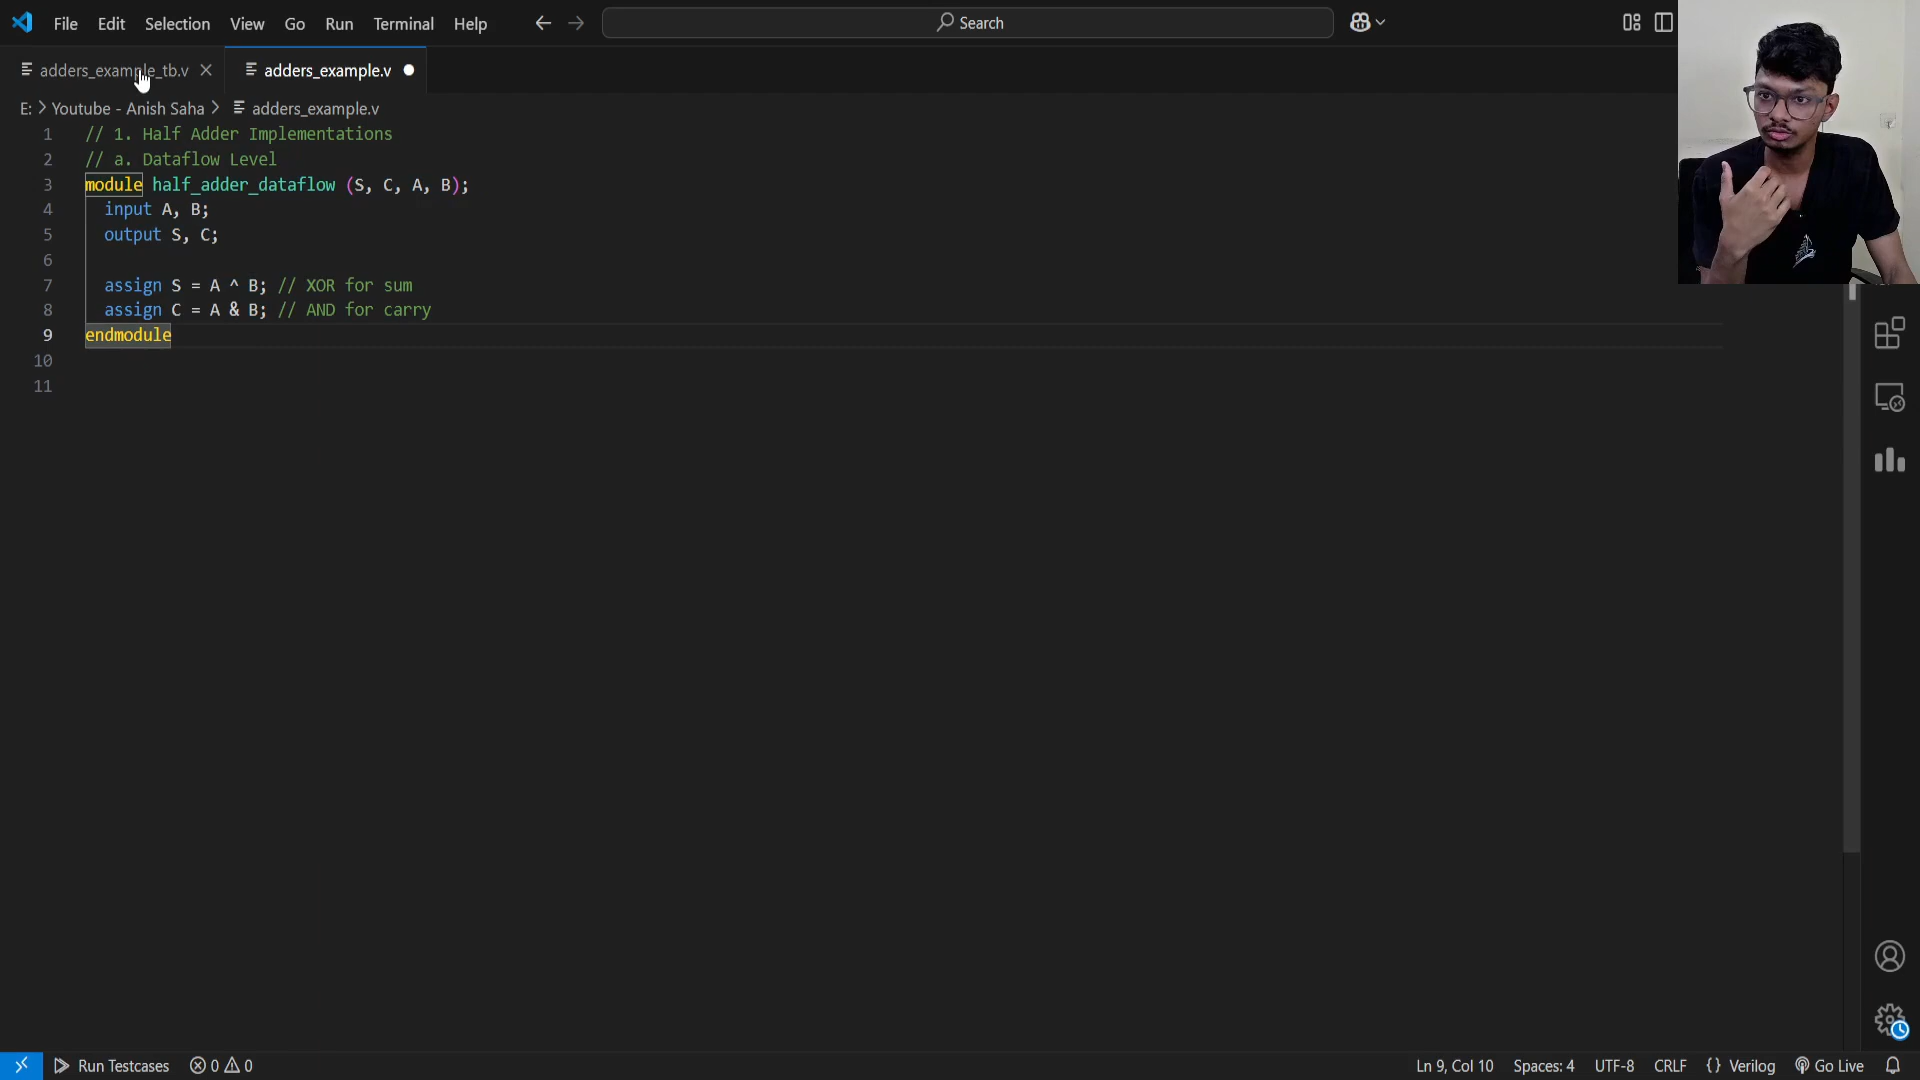 File Edit Selection View Go Run Terminal Help
Search
adders_example_tb.v
adders_example.v
E: > Youtube - Anish Saha > adders_example.v
1 // 1. Half Adder Implementations
2 // a. Dataflow Level
3 module half_adder_dataflow (S, C, A, B);
4 input A, B;
5 output S, C;
6
7 assign S = A ^ B; // XOR for sum
8 assign C = A & B; // AND for carry
9 endmodule
10
11
Run Testcases 0 0 Ln 9, Col 10 Spaces: 4 UTF-8 CRLF {} Verilog Go Live